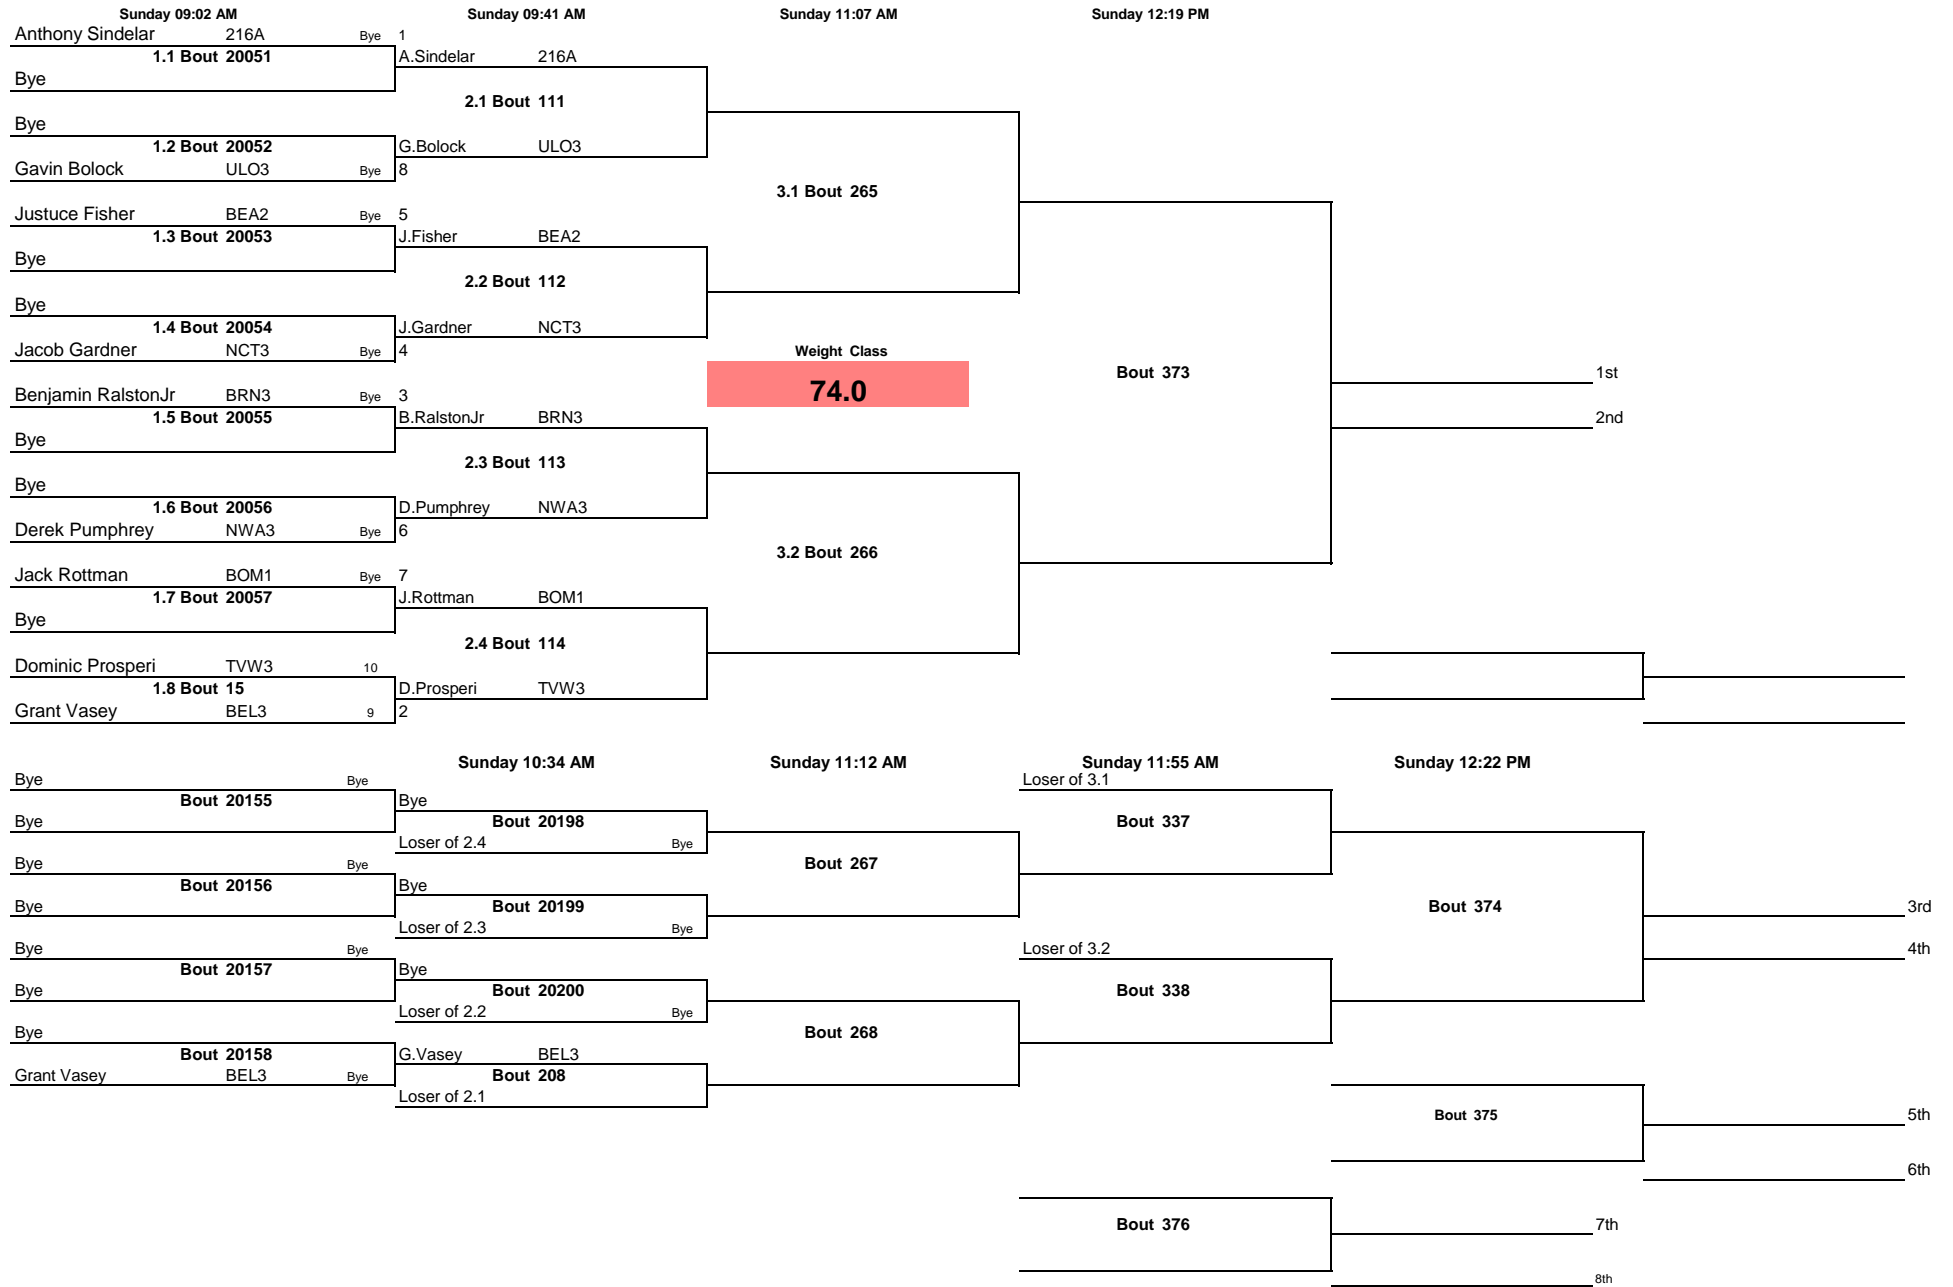 Sunday 09:02 AM Sunday 09:41 AM Sunday 11:07 AM Sunday 12:19 PM
Anthony Sindelar 216A Bye 1
1.1 Bout 20051 A.Sindelar 216A
Bye
2.1 Bout 111
Bye
1.2 Bout 20052 G.Bolock ULO3
Gavin Bolock ULO3 Bye 8
3.1 Bout 265
Justuce Fisher BEA2 Bye 5
1.3 Bout 20053 J.Fisher BEA2
Bye
2.2 Bout 112
Bye
1.4 Bout 20054 J.Gardner NCT3
Jacob Gardner NCT3 Bye 4 Weight Class
Bout 373 1st
Benjamin RalstonJr BRN3 Bye 3 74.0
1.5 Bout 20055 B.RalstonJr BRN3 2nd
Bye
2.3 Bout 113
Bye
1.6 Bout 20056 D.Pumphrey NWA3
Derek Pumphrey NWA3 Bye 6
3.2 Bout 266
Jack Rottman BOM1 Bye 7
1.7 Bout 20057 J.Rottman BOM1
Bye
2.4 Bout 114
Dominic Prosperi TVW3 10
1.8 Bout 15 D.Prosperi TVW3
Grant Vasey BEL3 9 2
Sunday 10:34 AM Sunday 11:12 AM Sunday 11:55 AM Sunday 12:22 PM
Bye Bye Loser of 3.1
Bout 20155 Bye
Bye Bout 20198 Bout 337
Loser of 2.4 Bye
Bye Bye Bout 267
Bout 20156 Bye
Bye Bout 20199 Bout 374 3rd
Loser of 2.3 Bye
Bye Bye Loser of 3.2 4th
Bout 20157 Bye
Bye Bout 20200 Bout 338
Loser of 2.2 Bye
Bye Bout 268
Bout 20158 G.Vasey BEL3
Grant Vasey BEL3 Bye Bout 208
Loser of 2.1
Bout 375 5th
6th
Bout 376 7th
8th